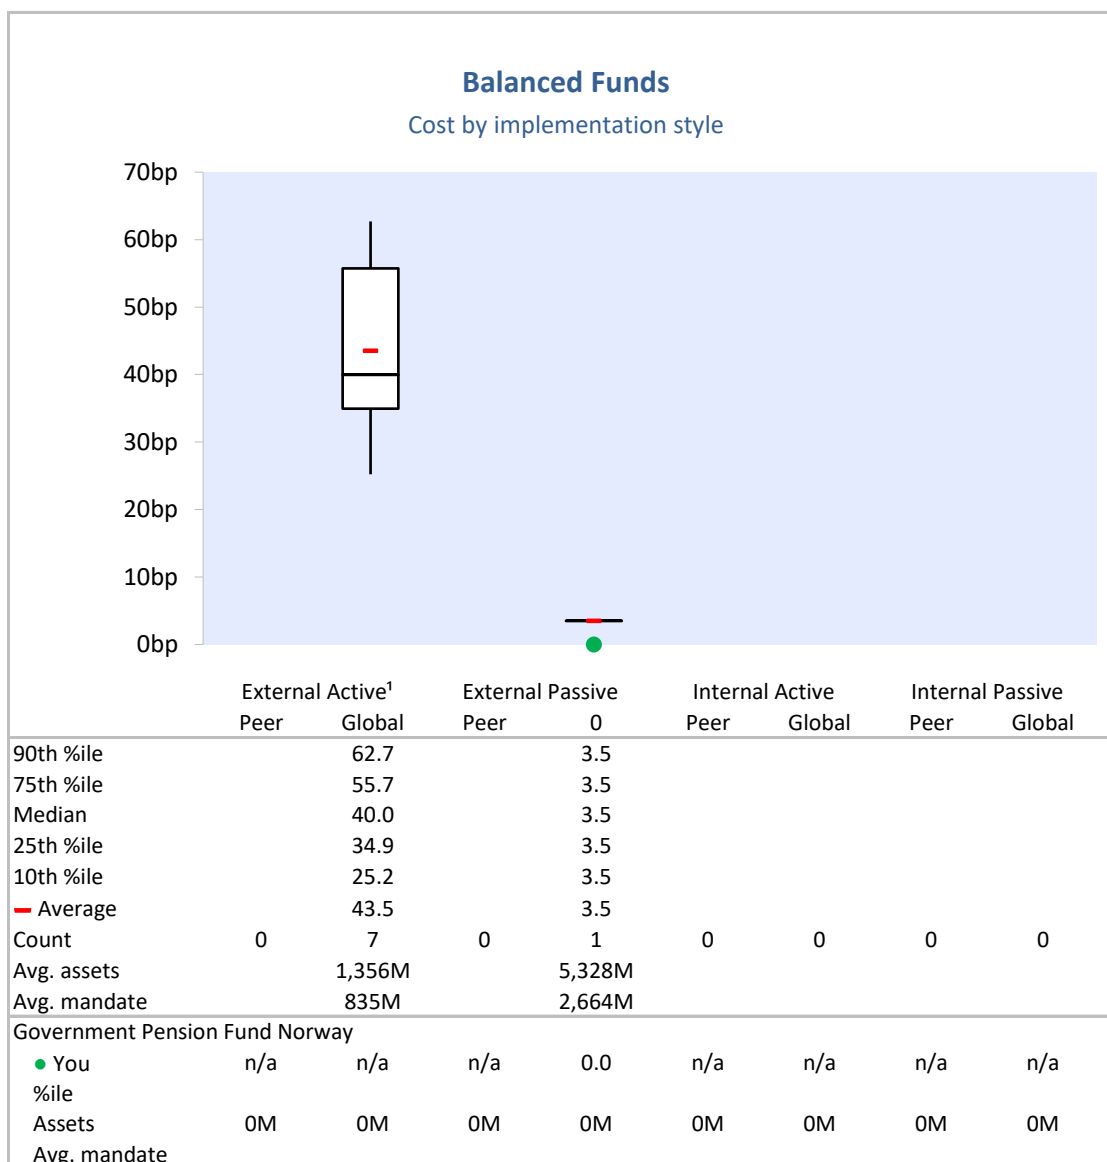 Balanced Funds
Cost by implementation style
70bp
60bp
50bp
40bp
30bp
20bp
10bp
0bp
External Active¹ External Passive Internal Active Internal Passive
Peer Global Peer 0 Peer Global Peer Global
90th %ile 62.7 3.5
75th %ile 55.7 3.5
Median 40.0 3.5
25th %ile 34.9 3.5
10th %ile 25.2 3.5
Average 43.5 3.5
Count 0 7 0 1 0 0 0 0
Avg. assets 1,356M 5,328M
Avg. mandate 835M 2,664M
Government Pension Fund Norway
You n/a n/a n/a 0.0 n/a n/a n/a n/a
%ile
Assets 0M 0M 0M 0M 0M 0M 0M 0M
Avg. mandate